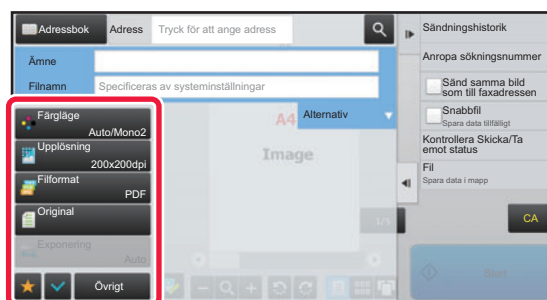 Adressbok
Adress
Tryck för att ange adress
Ämne
Filnamn
Specificeras av systeminställningar
Färgläge
Auto/Mono2
Upplösning
200x200dpi
Filformat
PDF
Original
Exponering
Auto
Övrigt
A4
Alternativ
Image
1/5
Sändningshistorik
Anropa sökningsnummer
Sänd samma bild
som till faxadressen
Snabbfil
Spara data tillfälligt
Kontrollera Skicka/Ta
emot status
Fil
Spara data i mapp
CA
Start